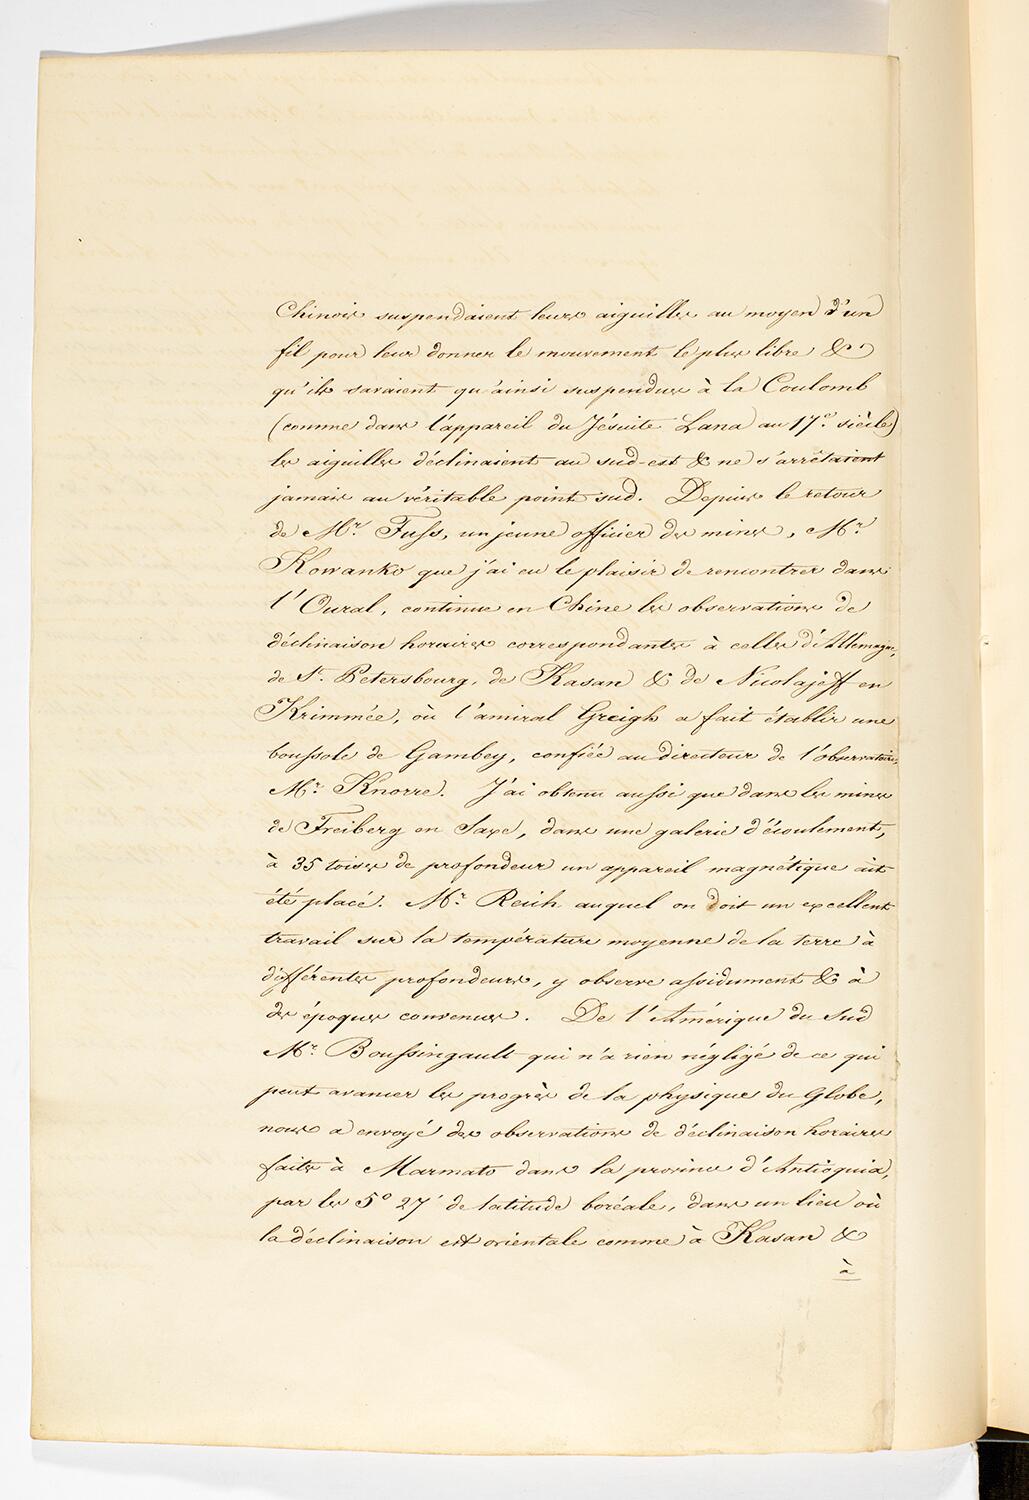 Chinois suspendaient leurs aiguilles au moyen d'un
fil pour leur donner le mouvement le plus libre &
qu'ils savaient qu'ainsi suspendues à la Coulomb
(comme dans l'appareil du Jésuite Lana au 17.e siècle)
les aiguilles déclinaient au sud-est & ne s'arrêtaient
jamais au véritable point sud. Depuis le retour
de Mr. Fuss, un jeune officier des mines, Mr.
Kowanko que j'ai eu le plaisir de rencontrer dans
l'Oural, continue en Chine les observations de
déclinaison horaires correspondantes à celles d'Allemagne,
de St. Petersbourg, de Kasan & de Nicolajeff en
Krimmée, où l'amiral Greigh a fait établir une
boussole de Gambey, confiée au directeur de l'observatoire,
Mr. Knorre. J'ai obtenu aussi que dans les mines
de Freiberg en Saxe, dans une galerie d'écoulement,
à 35 toises de profondeur un appareil magnétique ait
été placé. Mr. Reich auquel on doit un excellent
travail sur la température moyenne de la terre à
différentes profondeurs, y observe assidument & à
des époques convenues. De l'Amérique du Sud
Mr. Boussingault qui n'a rien négligé de ce qui
peut avancer les progrès de la physique du Globe,
nous a envoyé des observations de déclinaison horaires
faites à Marmato dans la province d'Antioquia,
par les 5° 27' de latitude boréale, dans un lieu où
la déclinaison est orientale comme à Kasan &
à